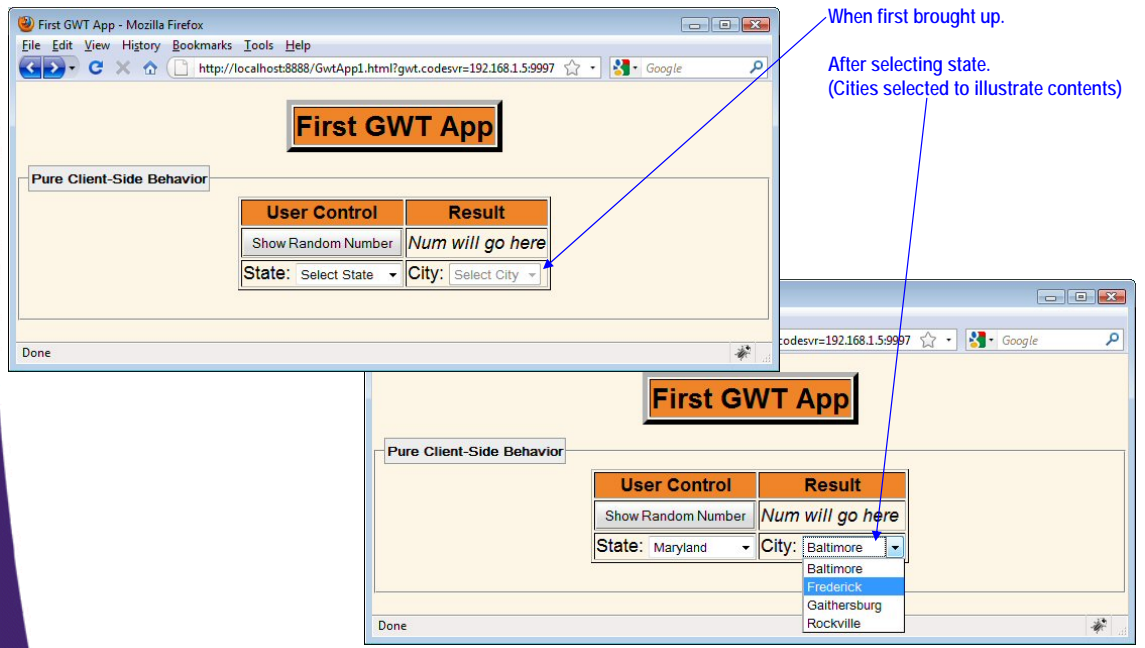 When first brought up.
After selecting state.
(Cities selected to illustrate contents)
First GWT App - Mozilla Firefox
File Edit View History Bookmarks Tools Help
http://localhost:8888/GwtApp1.html?gwt.codesvr=192.168.1.5:9997
Google
First GWT App
Pure Client-Side Behavior
User Control Result
Show Random Number Num will go here
State: Select State City: Select City
Done
codesvr=192.168.1.5:9997
Google
First GWT App
Pure Client-Side Behavior
User Control Result
Show Random Number Num will go here
State: Maryland City: Baltimore
Baltimore
Frederick
Gaithersburg
Rockville
Done